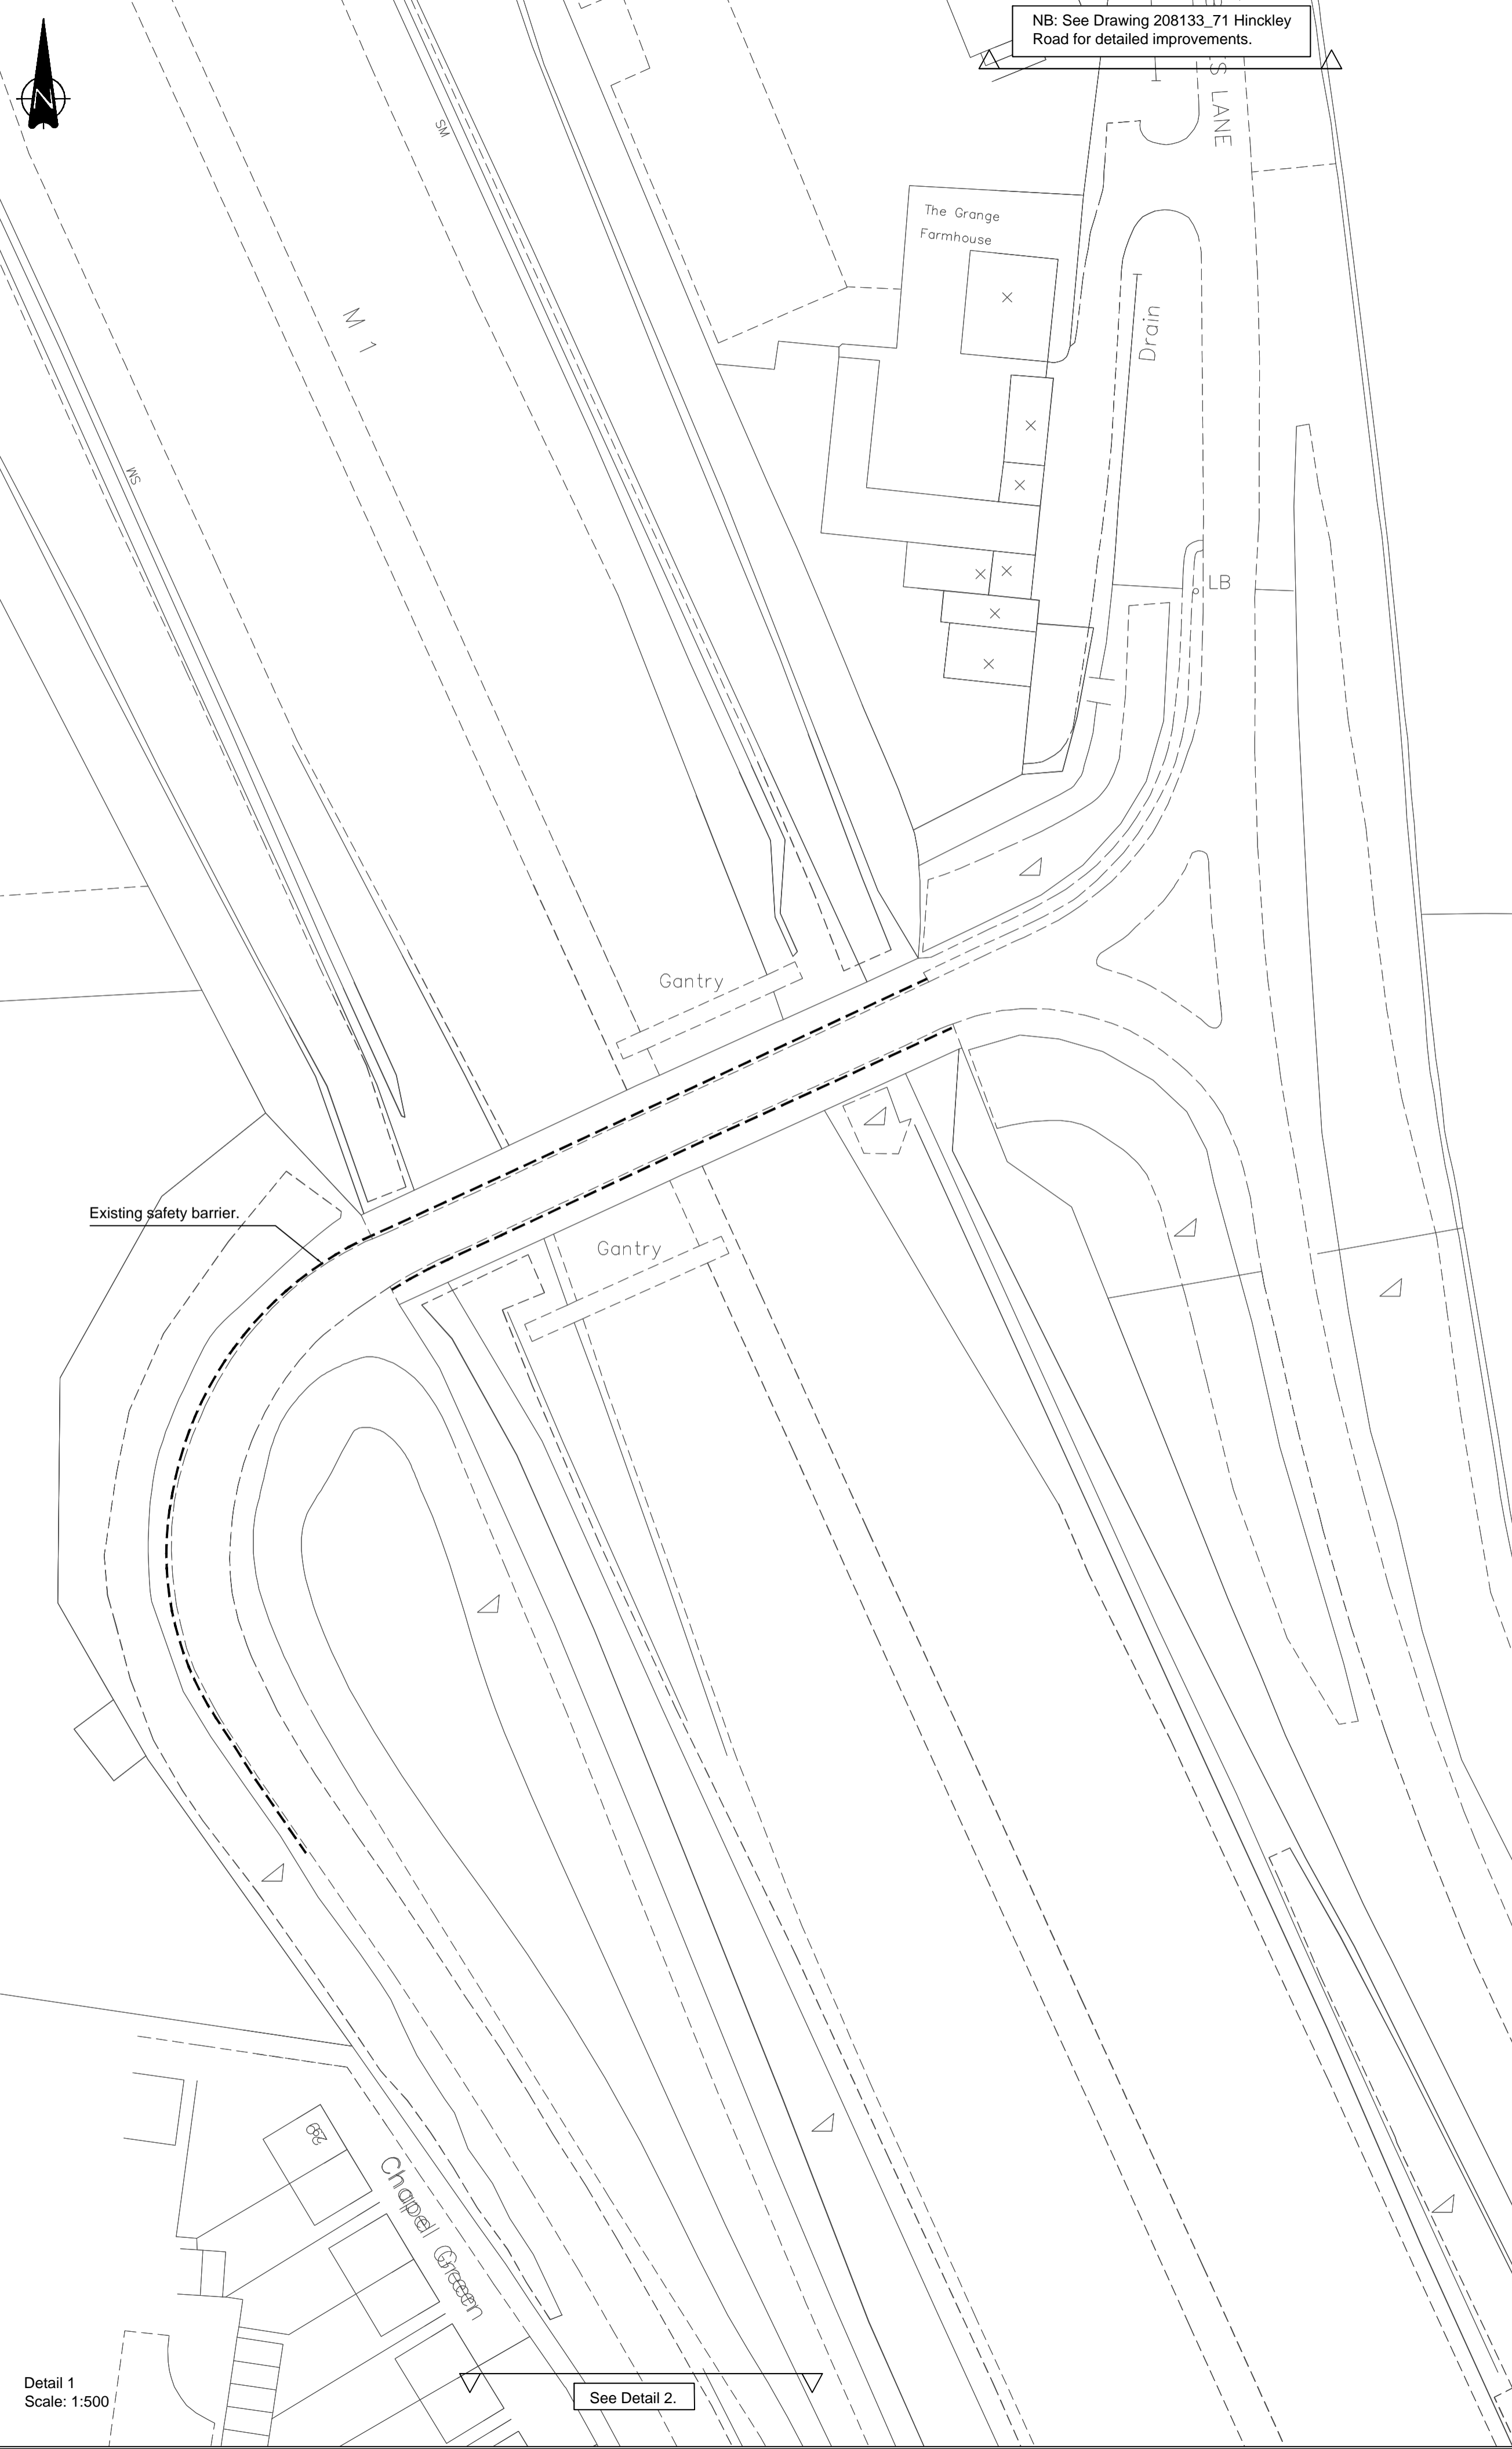 NB: See Drawing 208133_71 Hinckley
Road for detailed improvements.
N
S LANE
SM
The Grange
Farmhouse
M 1
Drain
SM
LB
Gantry
Existing safety barrier.
Gantry
Chapel Green
Detail 1
Scale: 1:500
See Detail 2.